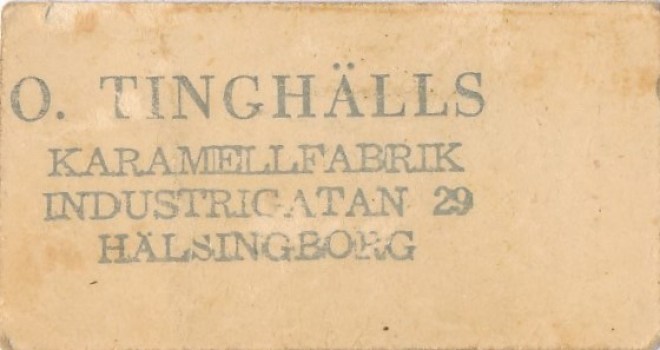 O. TINGHÄLLS
KARAMELLFABRIK
INDUSTRIGATAN 29
HÄLSINGBORG